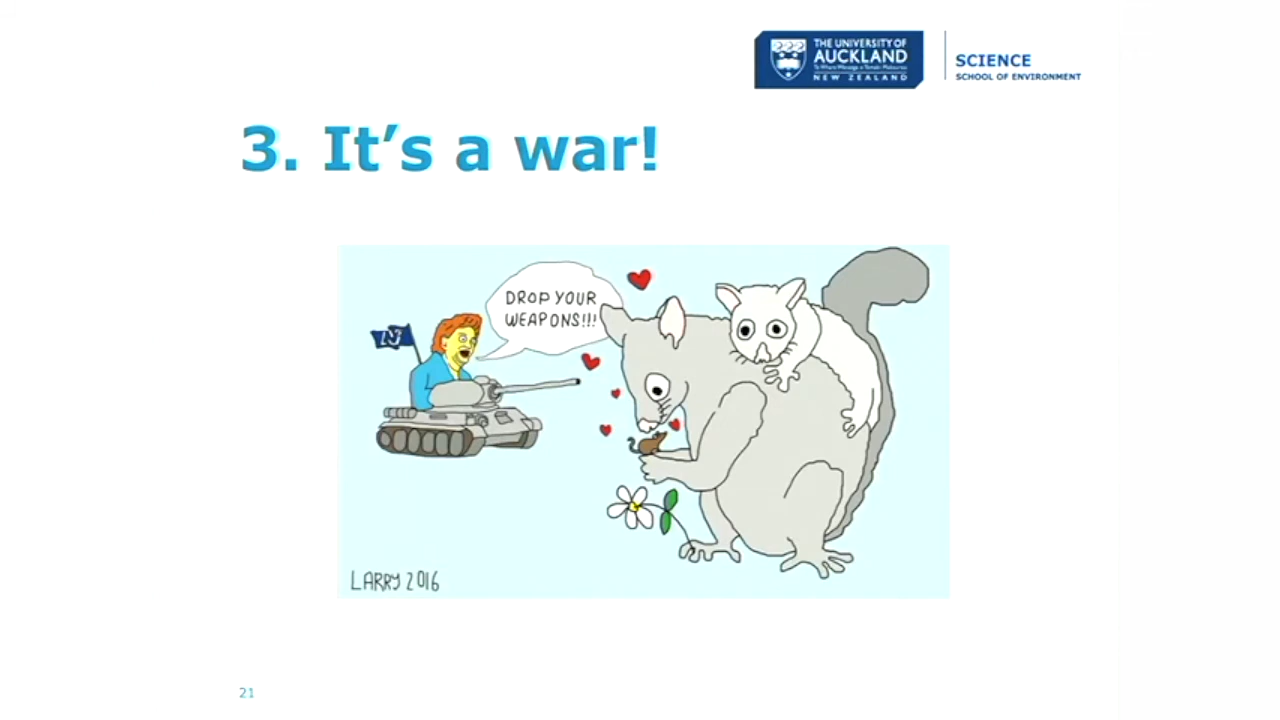 THE UNIVERSITY OF
AUCKLAND
NEW ZEALAND
SCIENCE
SCHOOL OF ENVIRONMENT
3. It’s a war!
DROP YOUR
WEAPONS!!!
LARRY 2016
21